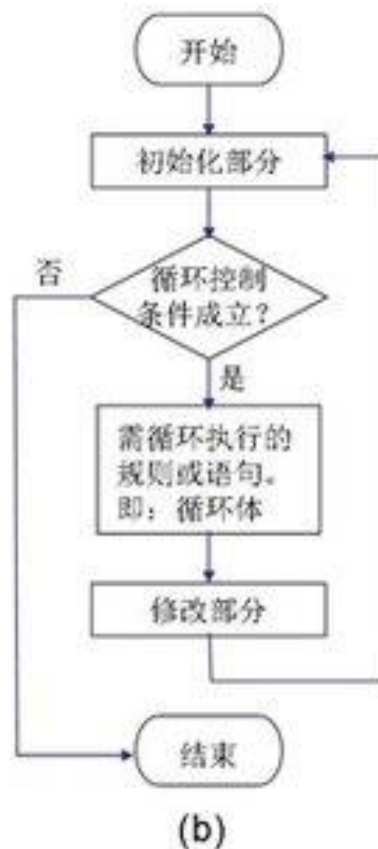 开始
初始化部分
否
循环控制
条件成立？
是
需循环执行的
规则或语句。
即：循环体
修改部分
结束
(b)